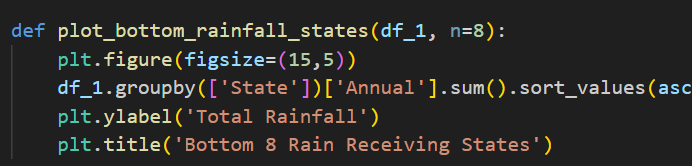 def plot_bottom_rainfall_states(df_1, n=8):
    plt.figure(figsize=(15,5))
    df_1.groupby(['State'])['Annual'].sum().sort_values(asc
    plt.ylabel('Total Rainfall')
    plt.title('Bottom 8 Rain Receiving States')